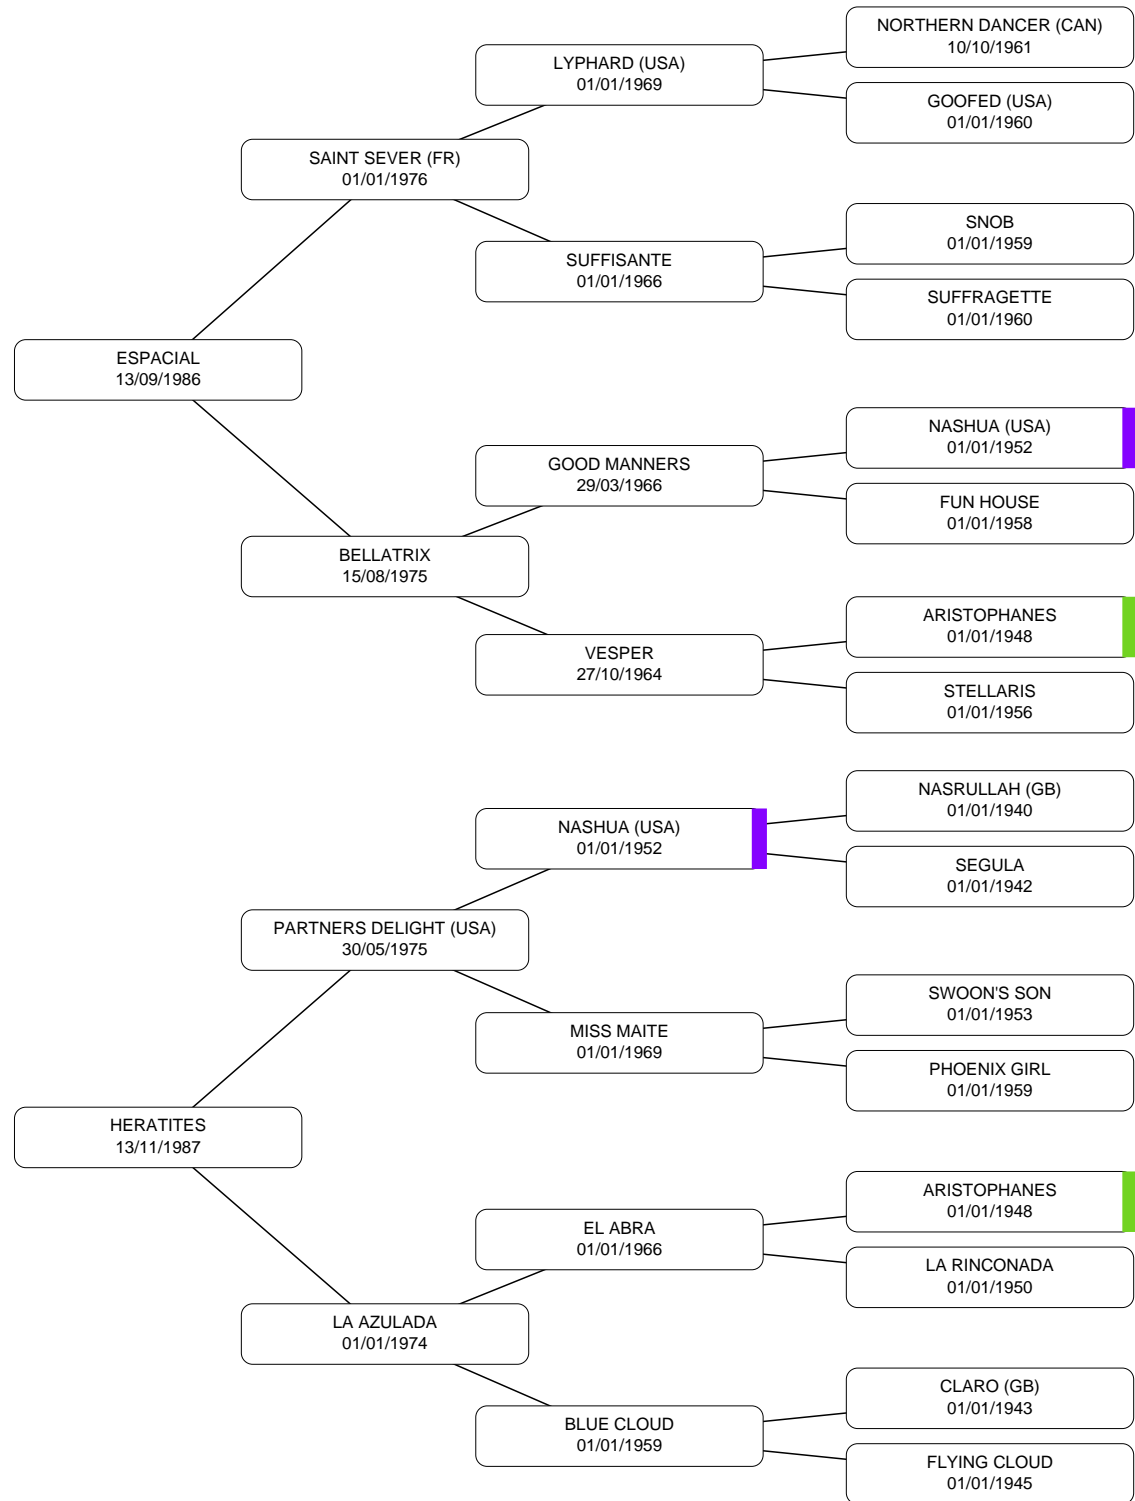 NORTHERN DANCER (CAN)
10/10/1961
LYPHARD (USA)
01/01/1969
GOOFED (USA)
01/01/1960
SAINT SEVER (FR)
01/01/1976
SNOB
01/01/1959
SUFFISANTE
01/01/1966
SUFFRAGETTE
01/01/1960
ESPACIAL
13/09/1986
NASHUA (USA)
01/01/1952
GOOD MANNERS
29/03/1966
FUN HOUSE
01/01/1958
BELLATRIX
15/08/1975
ARISTOPHANES
01/01/1948
VESPER
27/10/1964
STELLARIS
01/01/1956
NASRULLAH (GB)
01/01/1940
NASHUA (USA)
01/01/1952
SEGULA
01/01/1942
PARTNERS DELIGHT (USA)
30/05/1975
SWOON'S SON
01/01/1953
MISS MAITE
01/01/1969
PHOENIX GIRL
01/01/1959
HERATITES
13/11/1987
ARISTOPHANES
01/01/1948
EL ABRA
01/01/1966
LA RINCONADA
01/01/1950
LA AZULADA
01/01/1974
CLARO (GB)
01/01/1943
BLUE CLOUD
01/01/1959
FLYING CLOUD
01/01/1945